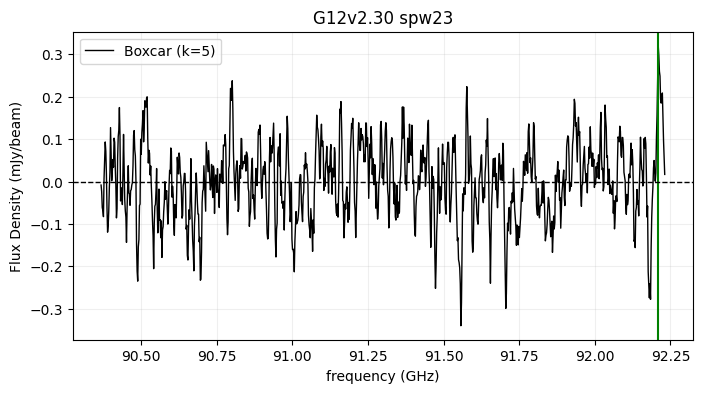 G12v2.30 spw23
Boxcar (k=5)
Flux Density (mJy/beam)
0.3
0.2
0.1
0.0
−0.1
−0.2
−0.3
90.50 90.75 91.00 91.25 91.50 91.75 92.00 92.25
frequency (GHz)